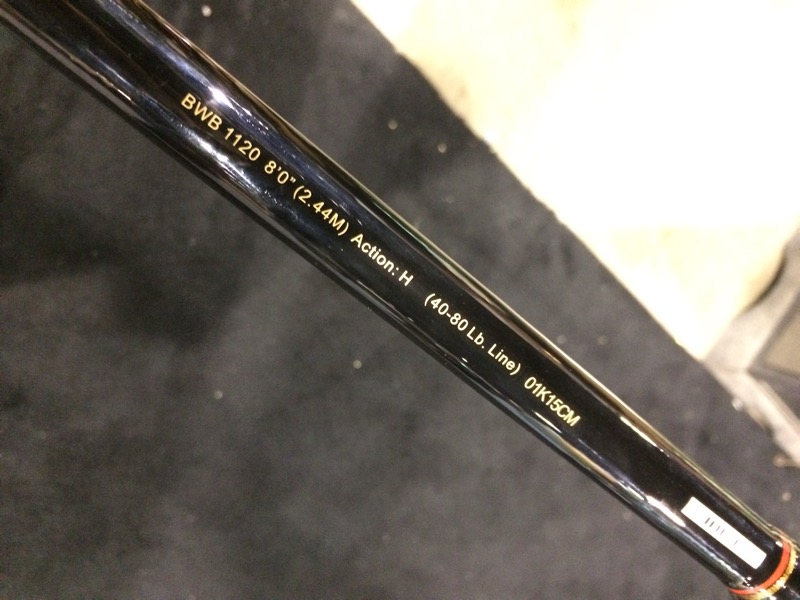 BWB 1120 8'0" (2.44M) Action: H (40-80 Lb. Line) 01K15CM